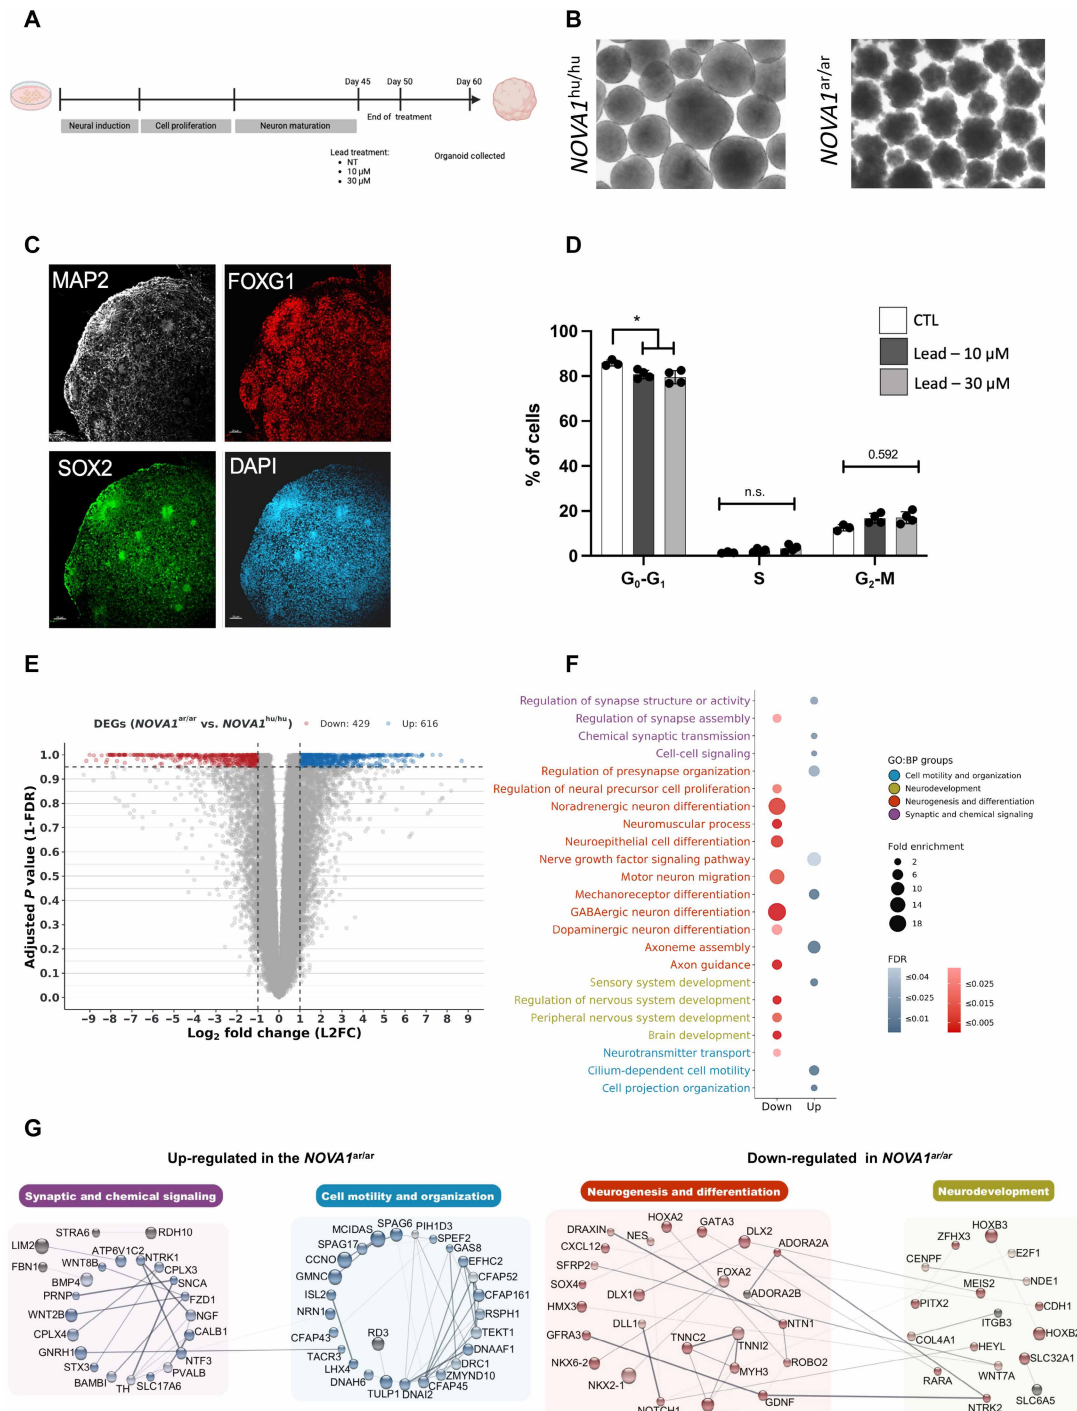 A
Day 45
Day 50
Day 60
End of treatment
Neural induction
Cell proliferation
Neuron maturation
Lead treatment:
• NT
• 10 µM
• 30 µM
Organoid collected
B
NOVA1hu/hu
NOVA1ar/ar
C
MAP2
FOXG1
SOX2
DAPI
D
CTL
Lead – 10 µM
Lead – 30 µM
% of cells
100
80
60
40
20
0
*
n.s.
0.592
G0-G1
S
G2-M
E
DEGs (NOVA1ar/ar vs. NOVA1hu/hu)
Down: 429
Up: 616
Adjusted P value (1-FDR)
1.0
0.9
0.8
0.7
0.6
0.5
0.4
0.3
0.2
0.1
0.0
−9 −8 −7 −6 −5 −4 −3 −2 −1 0 1 2 3 4 5 6 7 8 9
Log2 fold change (L2FC)
F
Regulation of synapse structure or activity
Regulation of synapse assembly
Chemical synaptic transmission
Cell-cell signaling
Regulation of presynapse organization
Regulation of neural precursor cell proliferation
Noradrenergic neuron differentiation
Neuromuscular process
Neuroepithelial cell differentiation
Nerve growth factor signaling pathway
Motor neuron migration
Mechanoreceptor differentiation
GABAergic neuron differentiation
Dopaminergic neuron differentiation
Axoneme assembly
Axon guidance
Sensory system development
Regulation of nervous system development
Peripheral nervous system development
Brain development
Neurotransmitter transport
Cilium-dependent cell motility
Cell projection organization
Down
Up
GO:BP groups
Cell motility and organization
Neurodevelopment
Neurogenesis and differentiation
Synaptic and chemical signaling
Fold enrichment
2
6
10
14
18
FDR
≤0.04
≤0.025
≤0.01
≤0.025
≤0.015
≤0.005
G
Up-regulated in the NOVA1ar/ar
Down-regulated in NOVA1ar/ar
Synaptic and chemical signaling
STRA6
RDH10
LIM2
ATP6V1C2
NTRK1
FBN1
WNT8B
CPLX3
BMP4
SNCA
PRNP
FZD1
WNT2B
NGF
CPLX4
CALB1
GNRH1
NTF3
STX3
PVALB
BAMBI
TH
SLC17A6
Cell motility and organization
SPAG6
MCIDAS
PIH1D3
SPAG17
SPEF2
CCNO
GAS8
EFHC2
GMNC
CFAP52
ISL2
CFAP161
NRN1
RSPH1
CFAP43
TEKT1
RD3
DNAAF1
TACR3
DRC1
LHX4
ZMYND10
DNAH6
CFAP45
TULP1
DNAI2
Neurogenesis and differentiation
HOXA2
GATA3
DRAXIN
NES
DLX2
CXCL12
ADORA2A
SFRP2
FOXA2
SOX4
DLX1
ADORA2B
HMX3
DLL1
NTN1
GFRA3
TNNC2
TNNI2
NKX6-2
ROBO2
MYH3
NKX2-1
GDNF
NOTCH1
Neurodevelopment
HOXB3
ZFHX3
CENPF
E2F1
MEIS2
NDE1
PITX2
CDH1
ITGB3
COL4A1
HOXB2
HEYL
SLC32A1
RARA
WNT7A
SLC6A5
NTRK2